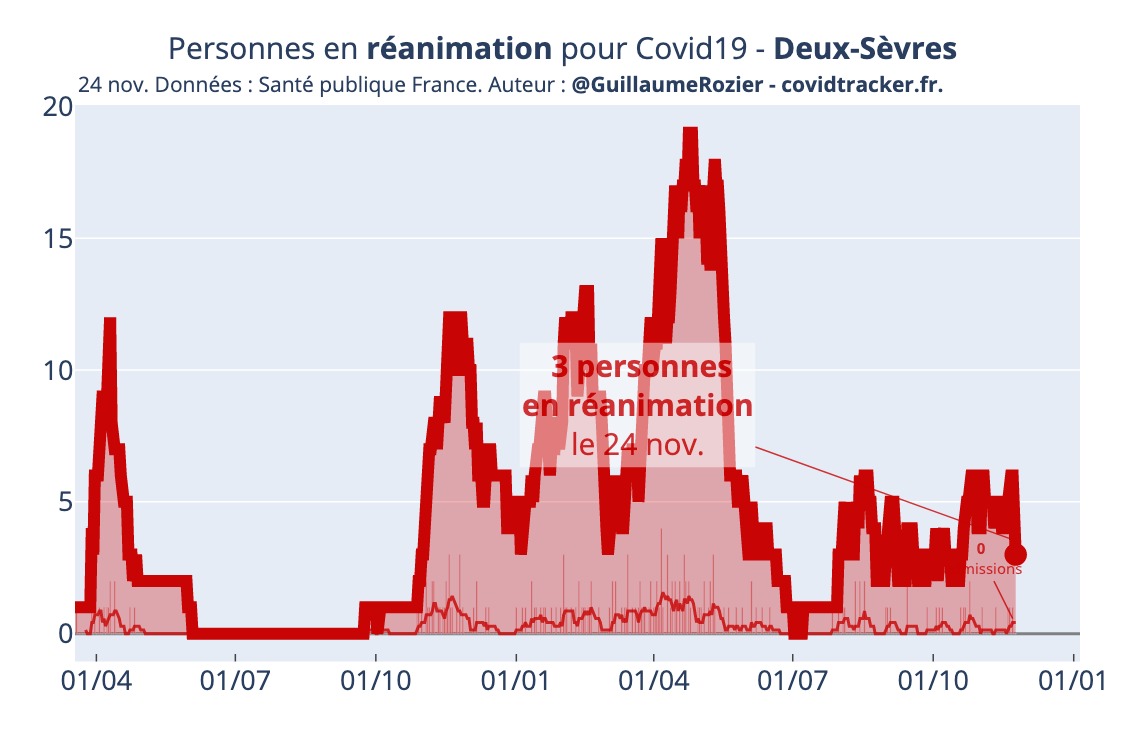 Personnes en réanimation pour Covid19 - Deux-Sèvres
24 nov. Données : Santé publique France. Auteur : @GuillaumeRozier - covidtracker.fr.
20
15
10
5
0
3 personnes
en réanimation
le 24 nov.
0
missions
01/04
01/07
01/10
01/01
01/04
01/07
01/10
01/01